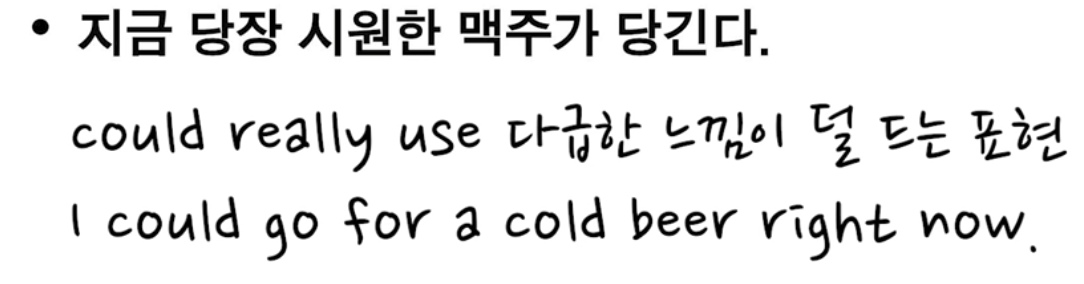 • 지금 당장 시원한 맥주가 당긴다.
could really use 다급한 느낌이 덜 드는 표현
I could go for a cold beer right now.